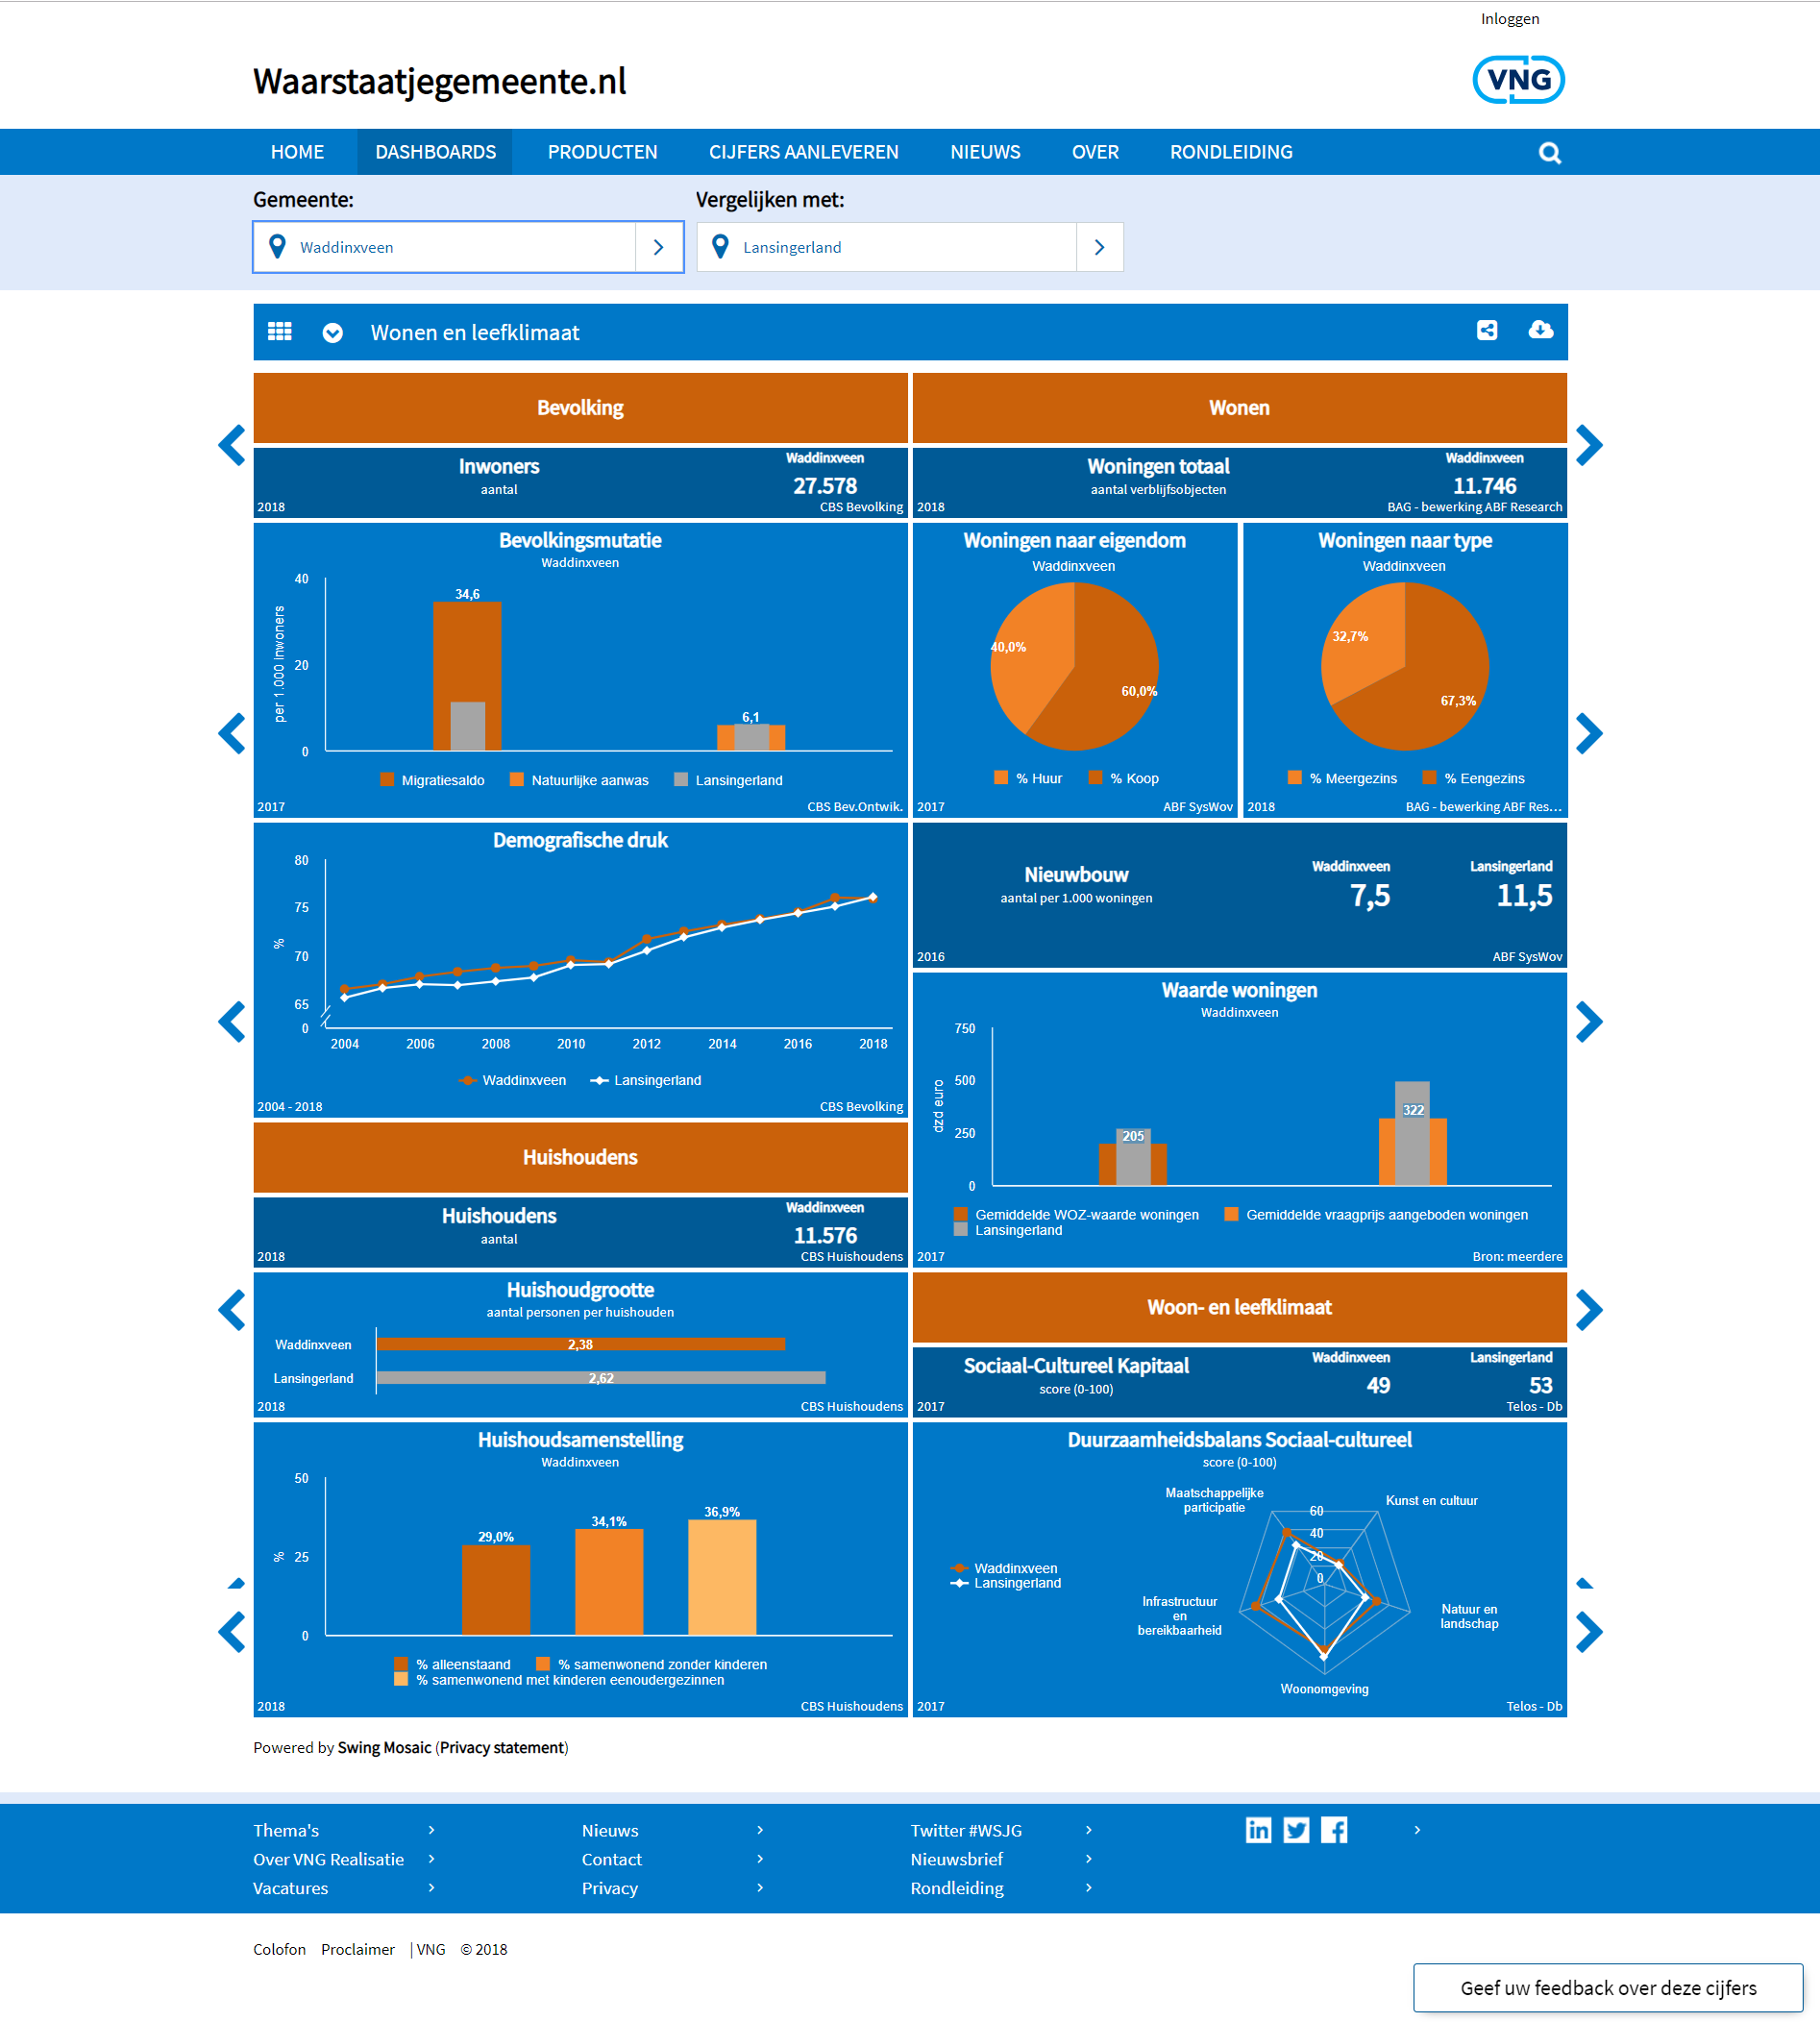 Inloggen
Waarstaatjegemeente.nl
VNG
HOME DASHBOARDS PRODUCTEN CIJFERS AANLEVEREN NIEUWS OVER RONDLEIDING
Gemeente: Vergelijken met:
Waddinxveen Lansingerland
Wonen en leefklimaat
Bevolking
Inwoners
aantal
Waddinxveen
27.578
2018 CBS Bevolking
Bevolkingsmutatie
Waddinxveen
40
20
0
per 1.000 inwoners
34,6
6,1
Migratiesaldo Natuurlijke aanwas Lansingerland
2017 CBS Bev.Ontwik.
Demografische druk
80
75
70
65
0
%
2004 2006 2008 2010 2012 2014 2016 2018
Waddinxveen Lansingerland
2004 - 2018 CBS Bevolking
Huishoudens
Huishoudens
aantal
Waddinxveen
11.576
2018 CBS Huishoudens
Huishoudgrootte
aantal personen per huishouden
Waddinxveen 2,38
Lansingerland 2,62
2018 CBS Huishoudens
Huishoudsamenstelling
Waddinxveen
50
25
0
%
29,0% 34,1% 36,9%
% alleenstaand % samenwonend zonder kinderen
% samenwonend met kinderen eenoudergezinnen
2018 CBS Huishoudens
Wonen
Woningen totaal
aantal verblijfsobjecten
Waddinxveen
11.746
2018 BAG - bewerking ABF Research
Woningen naar eigendom
Waddinxveen
40,0%
60,0%
% Huur % Koop
2017 ABF SysWov
Woningen naar type
Waddinxveen
32,7%
67,3%
% Meergezins % Eengezins
2018 BAG - bewerking ABF Res...
Nieuwbouw
aantal per 1.000 woningen
Waddinxveen Lansingerland
7,5 11,5
2016 ABF SysWov
Waarde woningen
Waddinxveen
750
500
250
0
dzd euro
205
322
Gemiddelde WOZ-waarde woningen Gemiddelde vraagprijs aangeboden woningen
Lansingerland
2017 Bron: meerdere
Woon- en leefklimaat
Sociaal-Cultureel Kapitaal
score (0-100)
Waddinxveen Lansingerland
49 53
2017 Telos - Db
Duurzaamheidsbalans Sociaal-cultureel
score (0-100)
Maatschappelijke
participatie
Kunst en cultuur
60
40
20
0
Waddinxveen
Lansingerland
Infrastructuur
en
bereikbaarheid
Natuur en
landschap
Woonomgeving
2017 Telos - Db
Powered by Swing Mosaic (Privacy statement)
Thema's Nieuws Twitter #WSJG
Over VNG Realisatie Contact Nieuwsbrief
Vacatures Privacy Rondleiding
Colofon Proclaimer | VNG © 2018
Geef uw feedback over deze cijfers